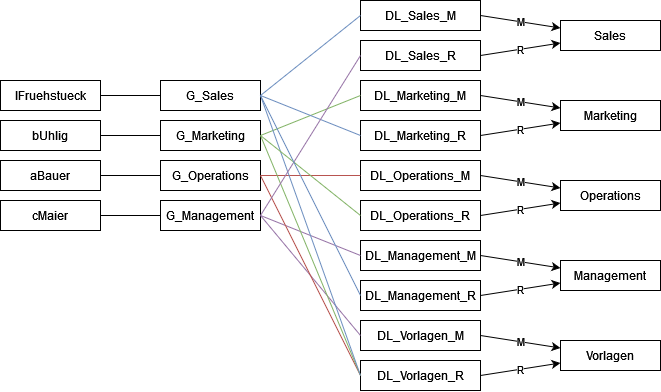 DL_Sales_M
M
Sales
DL_Sales_R
R
lFruehstueck
G_Sales
DL_Marketing_M
M
Marketing
bUhlig
G_Marketing
DL_Marketing_R
R
aBauer
G_Operations
DL_Operations_M
M
Operations
cMaier
G_Management
DL_Operations_R
R
DL_Management_M
M
Management
DL_Management_R
R
DL_Vorlagen_M
M
Vorlagen
DL_Vorlagen_R
R